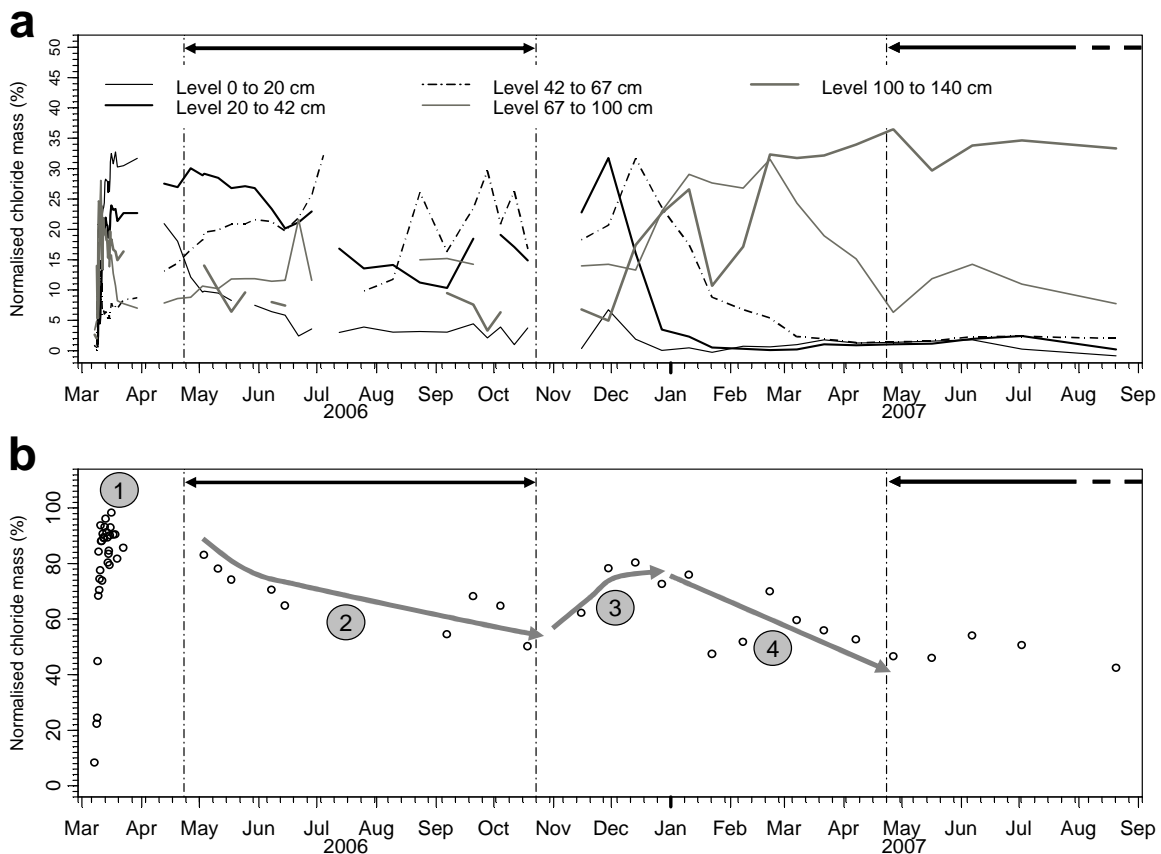 a
Normalised chloride mass (%)
50
45
40
35
30
25
20
15
10
5
0
Level 0 to 20 cm
Level 20 to 42 cm
Level 42 to 67 cm
Level 67 to 100 cm
Level 100 to 140 cm
Mar Apr May Jun Jul Aug Sep Oct Nov Dec Jan Feb Mar Apr May Jun Jul Aug Sep
2006 2007
b
Normalised chloride mass (%)
100
80
60
40
20
0
1
2
3
4
Mar Apr May Jun Jul Aug Sep Oct Nov Dec Jan Feb Mar Apr May Jun Jul Aug Sep
2006 2007